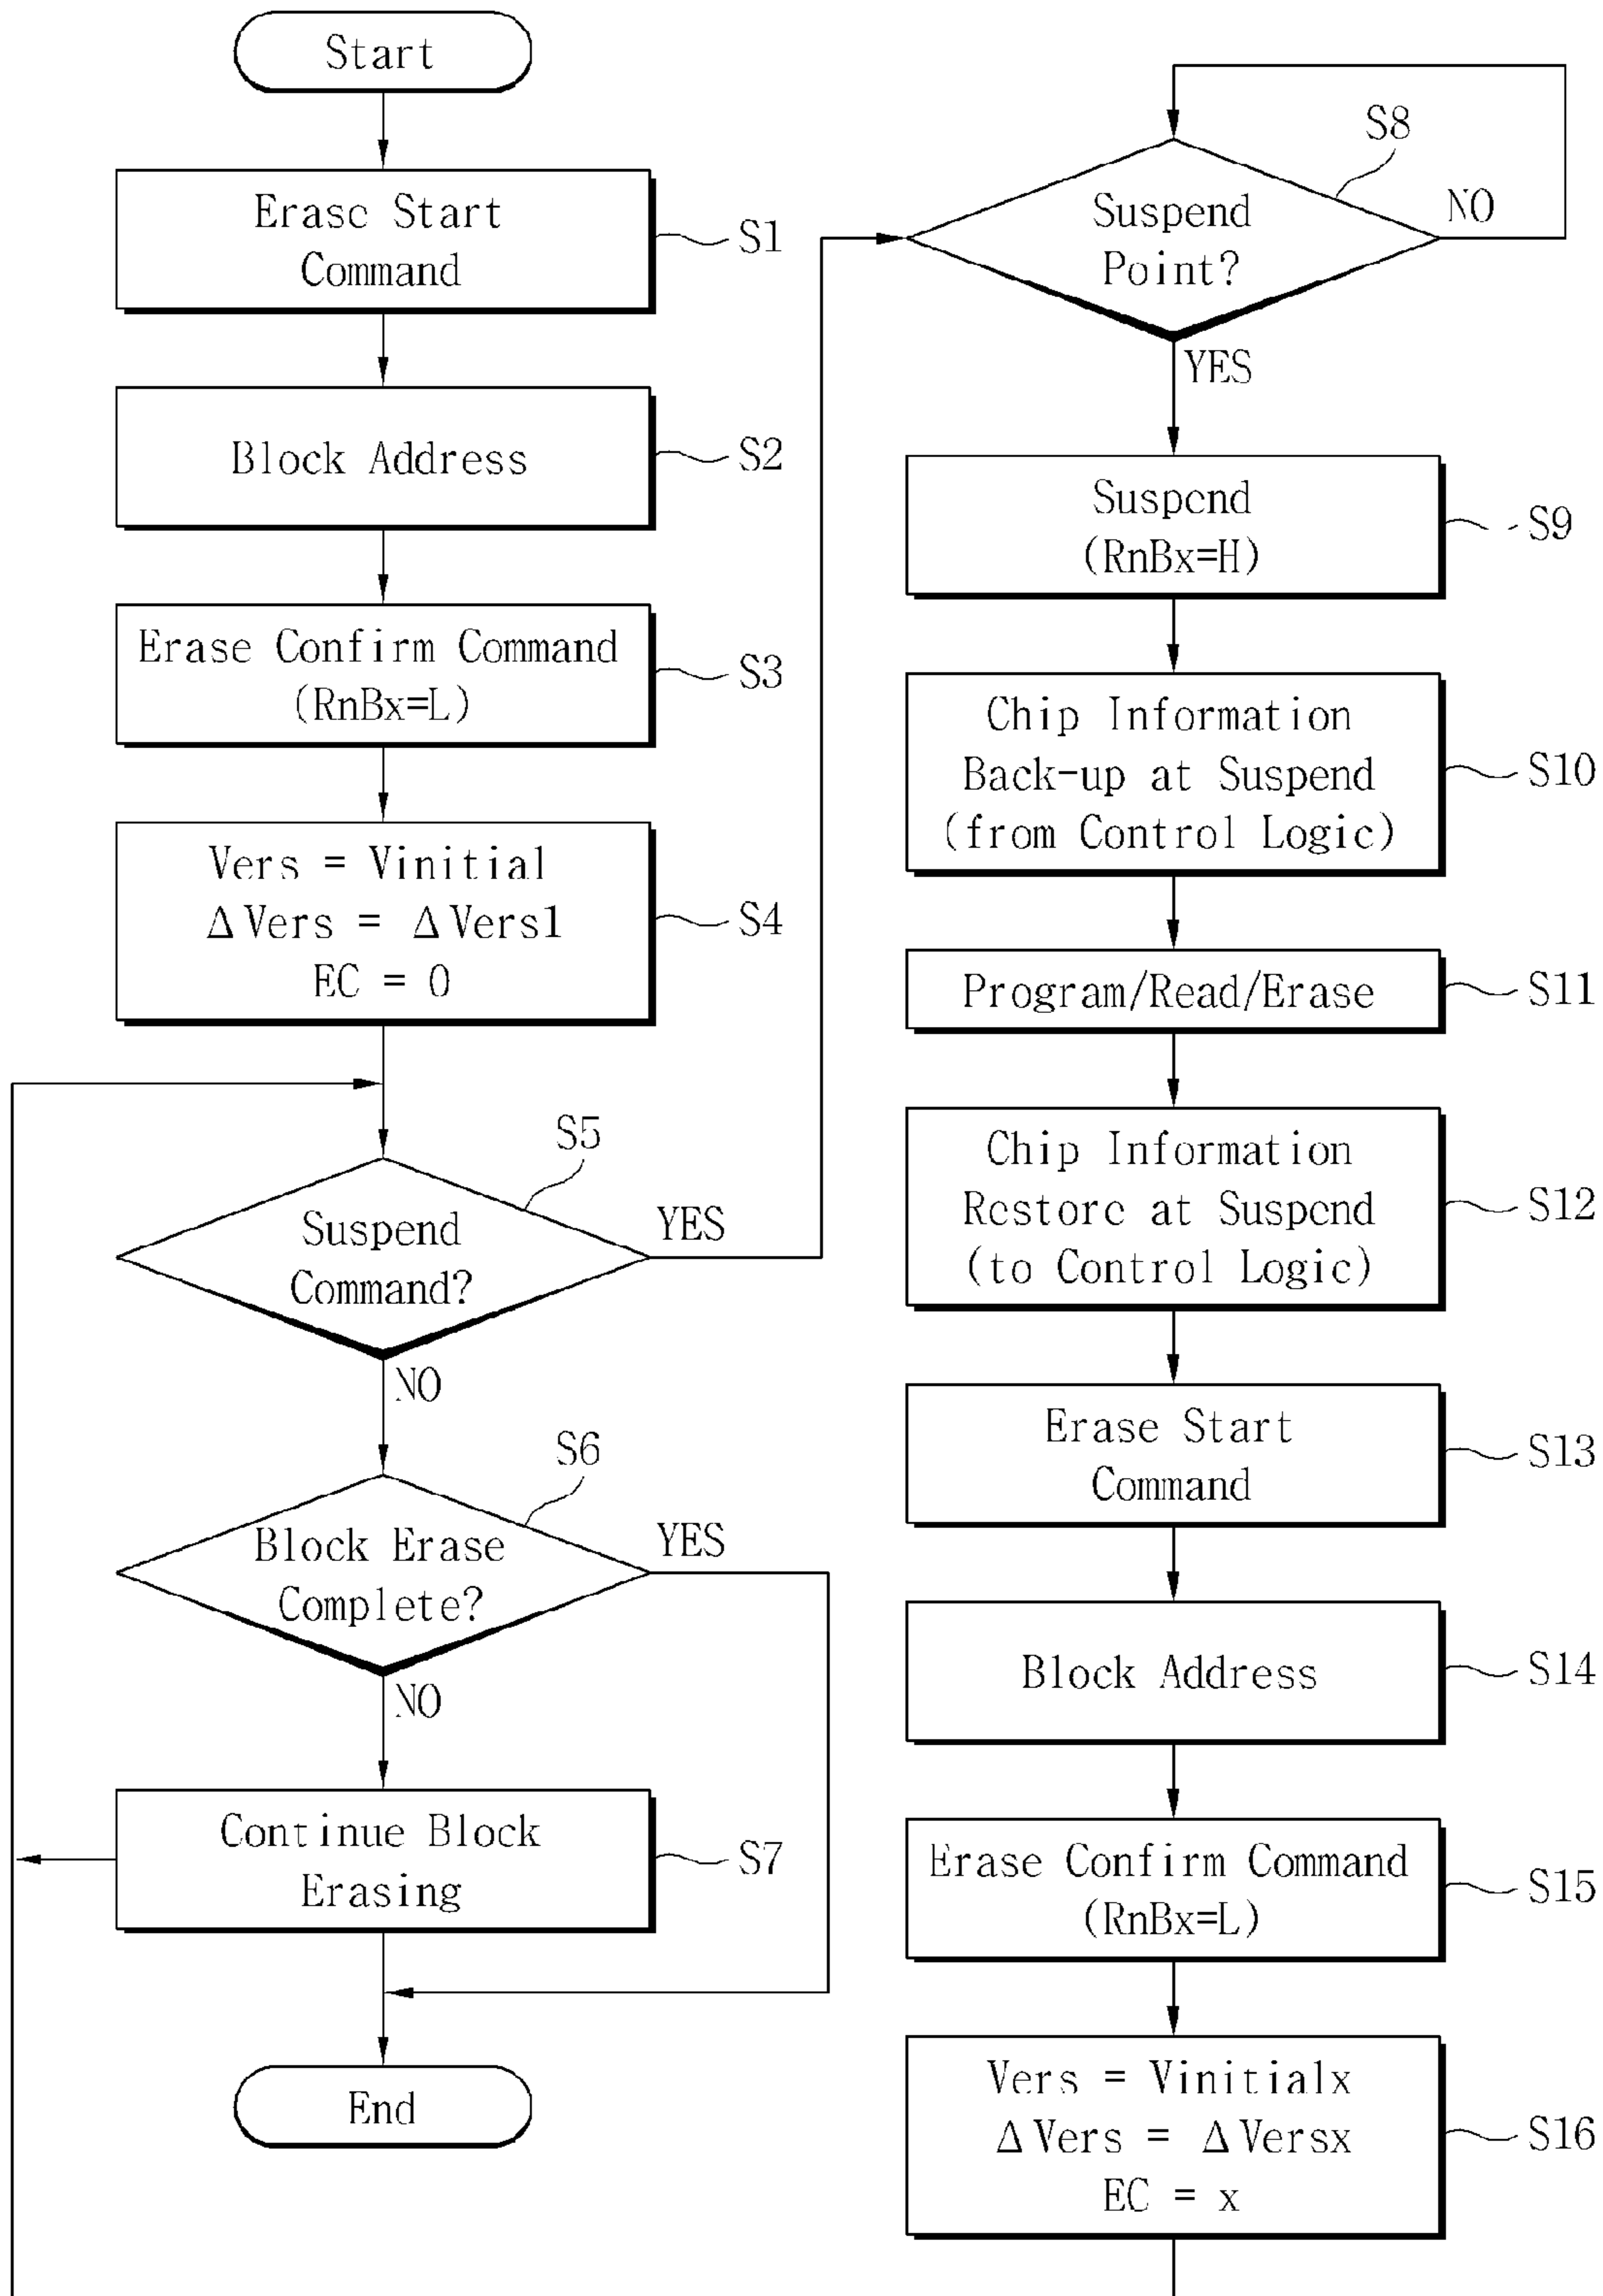 Start
Erase Start
Command
S1
Block Address
S2
Erase Confirm Command
(RnBx=L)
S3
Vers = Vinitial
ΔVers = ΔVers1
EC = 0
S4
S5
Suspend
Command?
YES
NO
S6
Block Erase
Complete?
YES
NO
Continue Block
Erasing
S7
End
S8
Suspend
Point?
NO
YES
Suspend
(RnBx=H)
S9
Chip Information
Back-up at Suspend
(from Control Logic)
S10
Program/Read/Erase
S11
Chip Information
Restore at Suspend
(to Control Logic)
S12
Erase Start
Command
S13
Block Address
S14
Erase Confirm Command
(RnBx=L)
S15
Vers = Vinitialx
ΔVers = ΔVersx
EC = x
S16